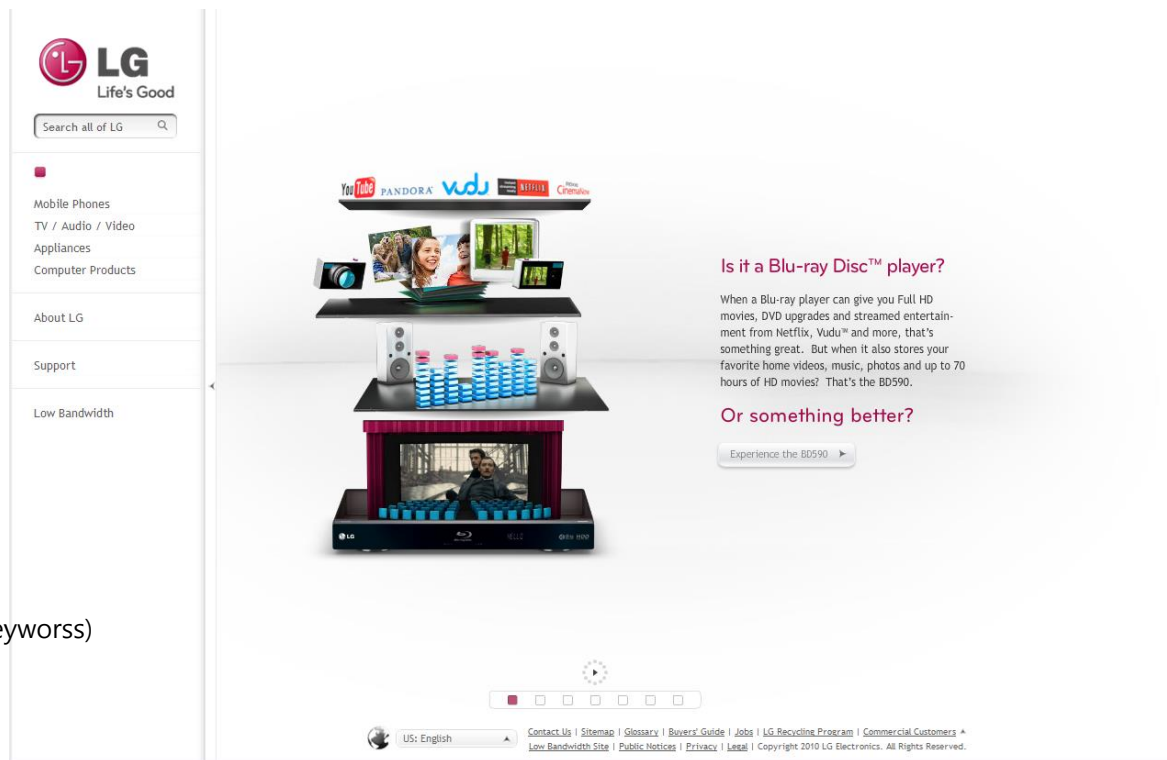 LG
Life's Good
Search all of LG
Mobile Phones
TV / Audio / Video
Appliances
Computer Products
About LG
Support
Low Bandwidth
eyworss)
You Tube PANDORA vudu NETFLIX CinemaNow
Is it a Blu-ray Disc™ player?
When a Blu-ray player can give you Full HD
movies, DVD upgrades and streamed entertain-
ment from Netflix, Vudu™ and more, that's
something great. But when it also stores your
favorite home videos, music, photos and up to 70
hours of HD movies? That's the BD590.
Or something better?
Experience the BD590
LG
US: English
Contact Us | Sitemap | Glossary | Buyers' Guide | Jobs | LG Recycling Program | Commercial Customers
Low Bandwidth Site | Public Notices | Privacy | Legal | Copyright 2010 LG Electronics. All Rights Reserved.